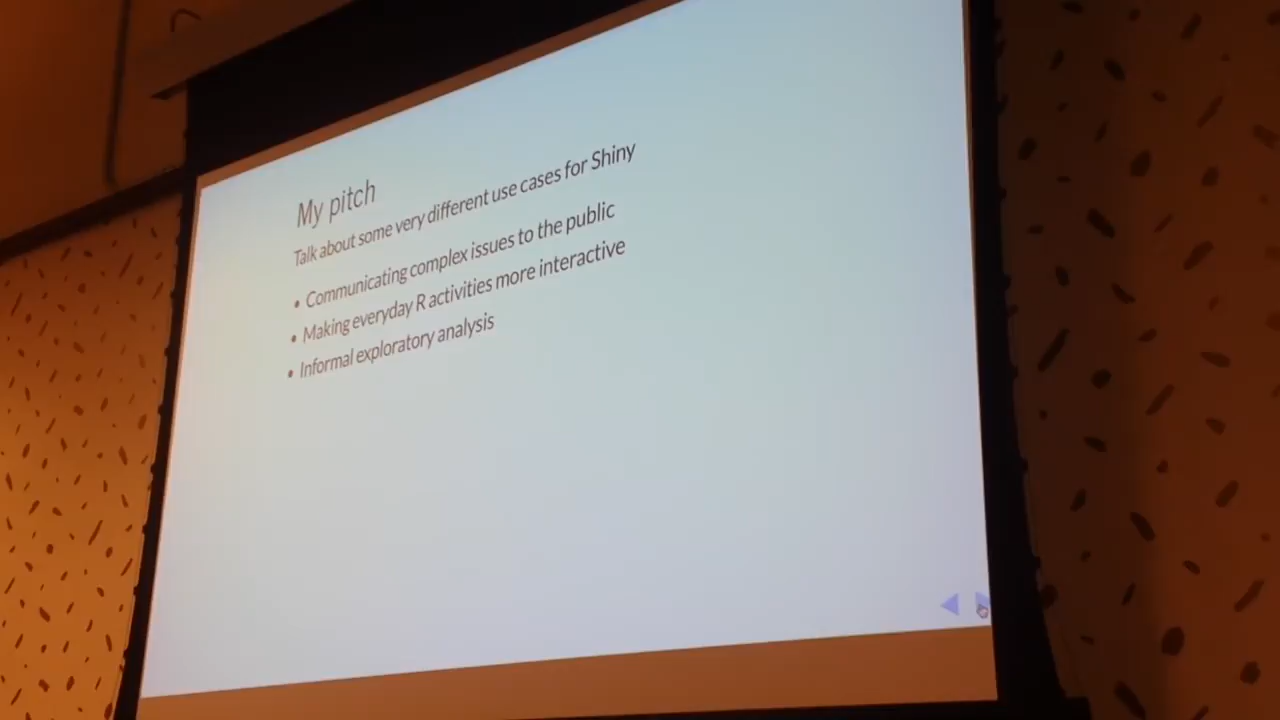 My pitch
Talk about some very different use cases for Shiny
• Communicating complex issues to the public
• Making everyday R activities more interactive
• Informal exploratory analysis